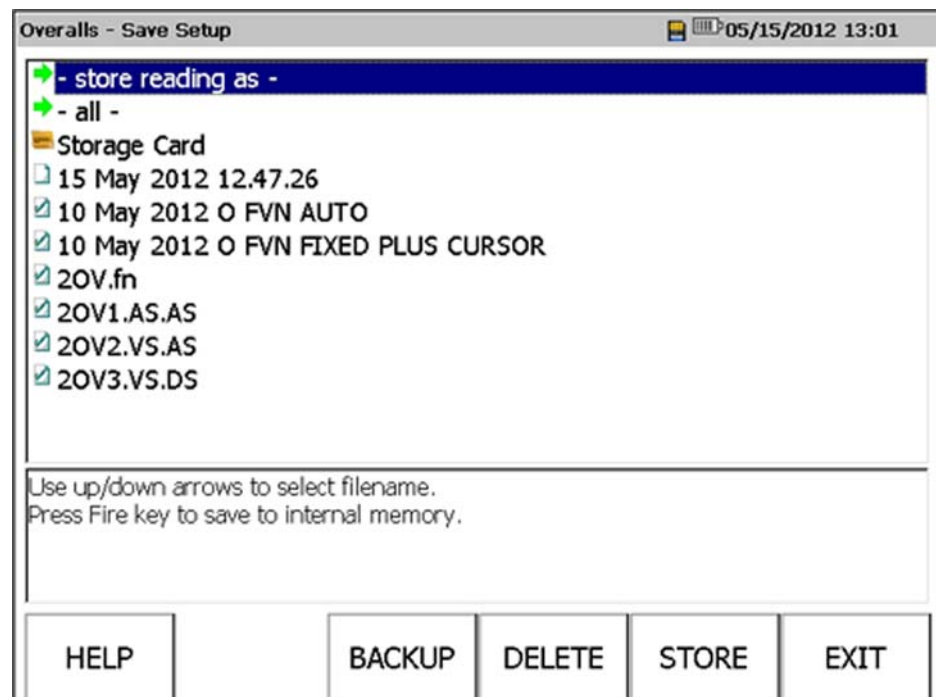 Overalls - Save Setup 05/15/2012 13:01
- store reading as -
- all -
Storage Card
15 May 2012 12.47.26
10 May 2012 O FVN AUTO
10 May 2012 O FVN FIXED PLUS CURSOR
2OV.fn
2OV1.AS.AS
2OV2.VS.AS
2OV3.VS.DS
Use up/down arrows to select filename.
Press Fire key to save to internal memory.
HELP BACKUP DELETE STORE EXIT